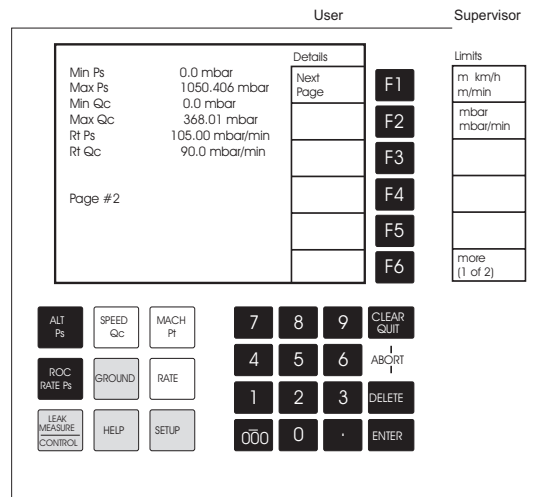 User Supervisor
Details Limits
Min Ps 0.0 mbar
Max Ps 1050.406 mbar
Min Qc 0.0 mbar
Max Qc 368.01 mbar
Rt Ps 105.00 mbar/min
Rt Qc 90.0 mbar/min
Page #2
Next
Page
F1
F2
F3
F4
F5
F6
m km/h
m/min
mbar
mbar/min
more
(1 of 2)
ALT
Ps
SPEED
Qc
MACH
Pt
ROC
RATE Ps
GROUND
RATE
LEAK
MEASURE
CONTROL
HELP
SETUP
7 8 9 CLEAR
QUIT
4 5 6 ABORT
1 2 3 DELETE
000 0 . ENTER